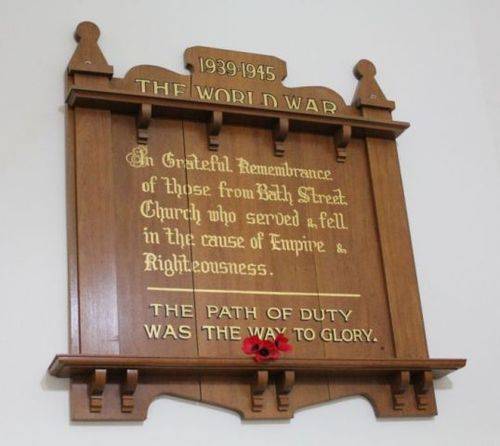 1939-1945
THE WORLD WAR
In Grateful Remembrance
of those from Bath Street
Church who served & fell
in the cause of Empire &
Righteousness.
THE PATH OF DUTY
WAS THE WAY TO GLORY.